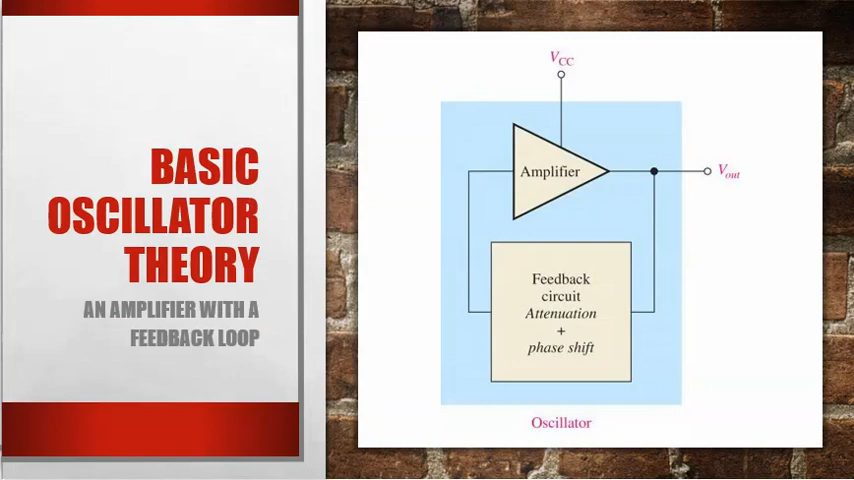 BASIC
OSCILLATOR
THEORY
AN AMPLIFIER WITH A
FEEDBACK LOOP
VCC
Amplifier
Vout
Feedback
circuit
Attenuation
+
phase shift
Oscillator